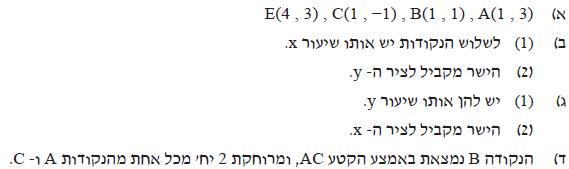 א) A(1 , 3) , B(1 , 1) , C(1 , −1) , E(4 , 3)
ב) (1) לשלוש הנקודות יש אותו שיעור x.
(2) הישר מקביל לציר ה- y.
ג) (1) יש להן אותו שיעור y.
(2) הישר מקביל לציר ה- x.
ד) הנקודה B נמצאת באמצע הקטע AC, ומרוחקת 2 יח' מכל אחת מהנקודות A ו- C.